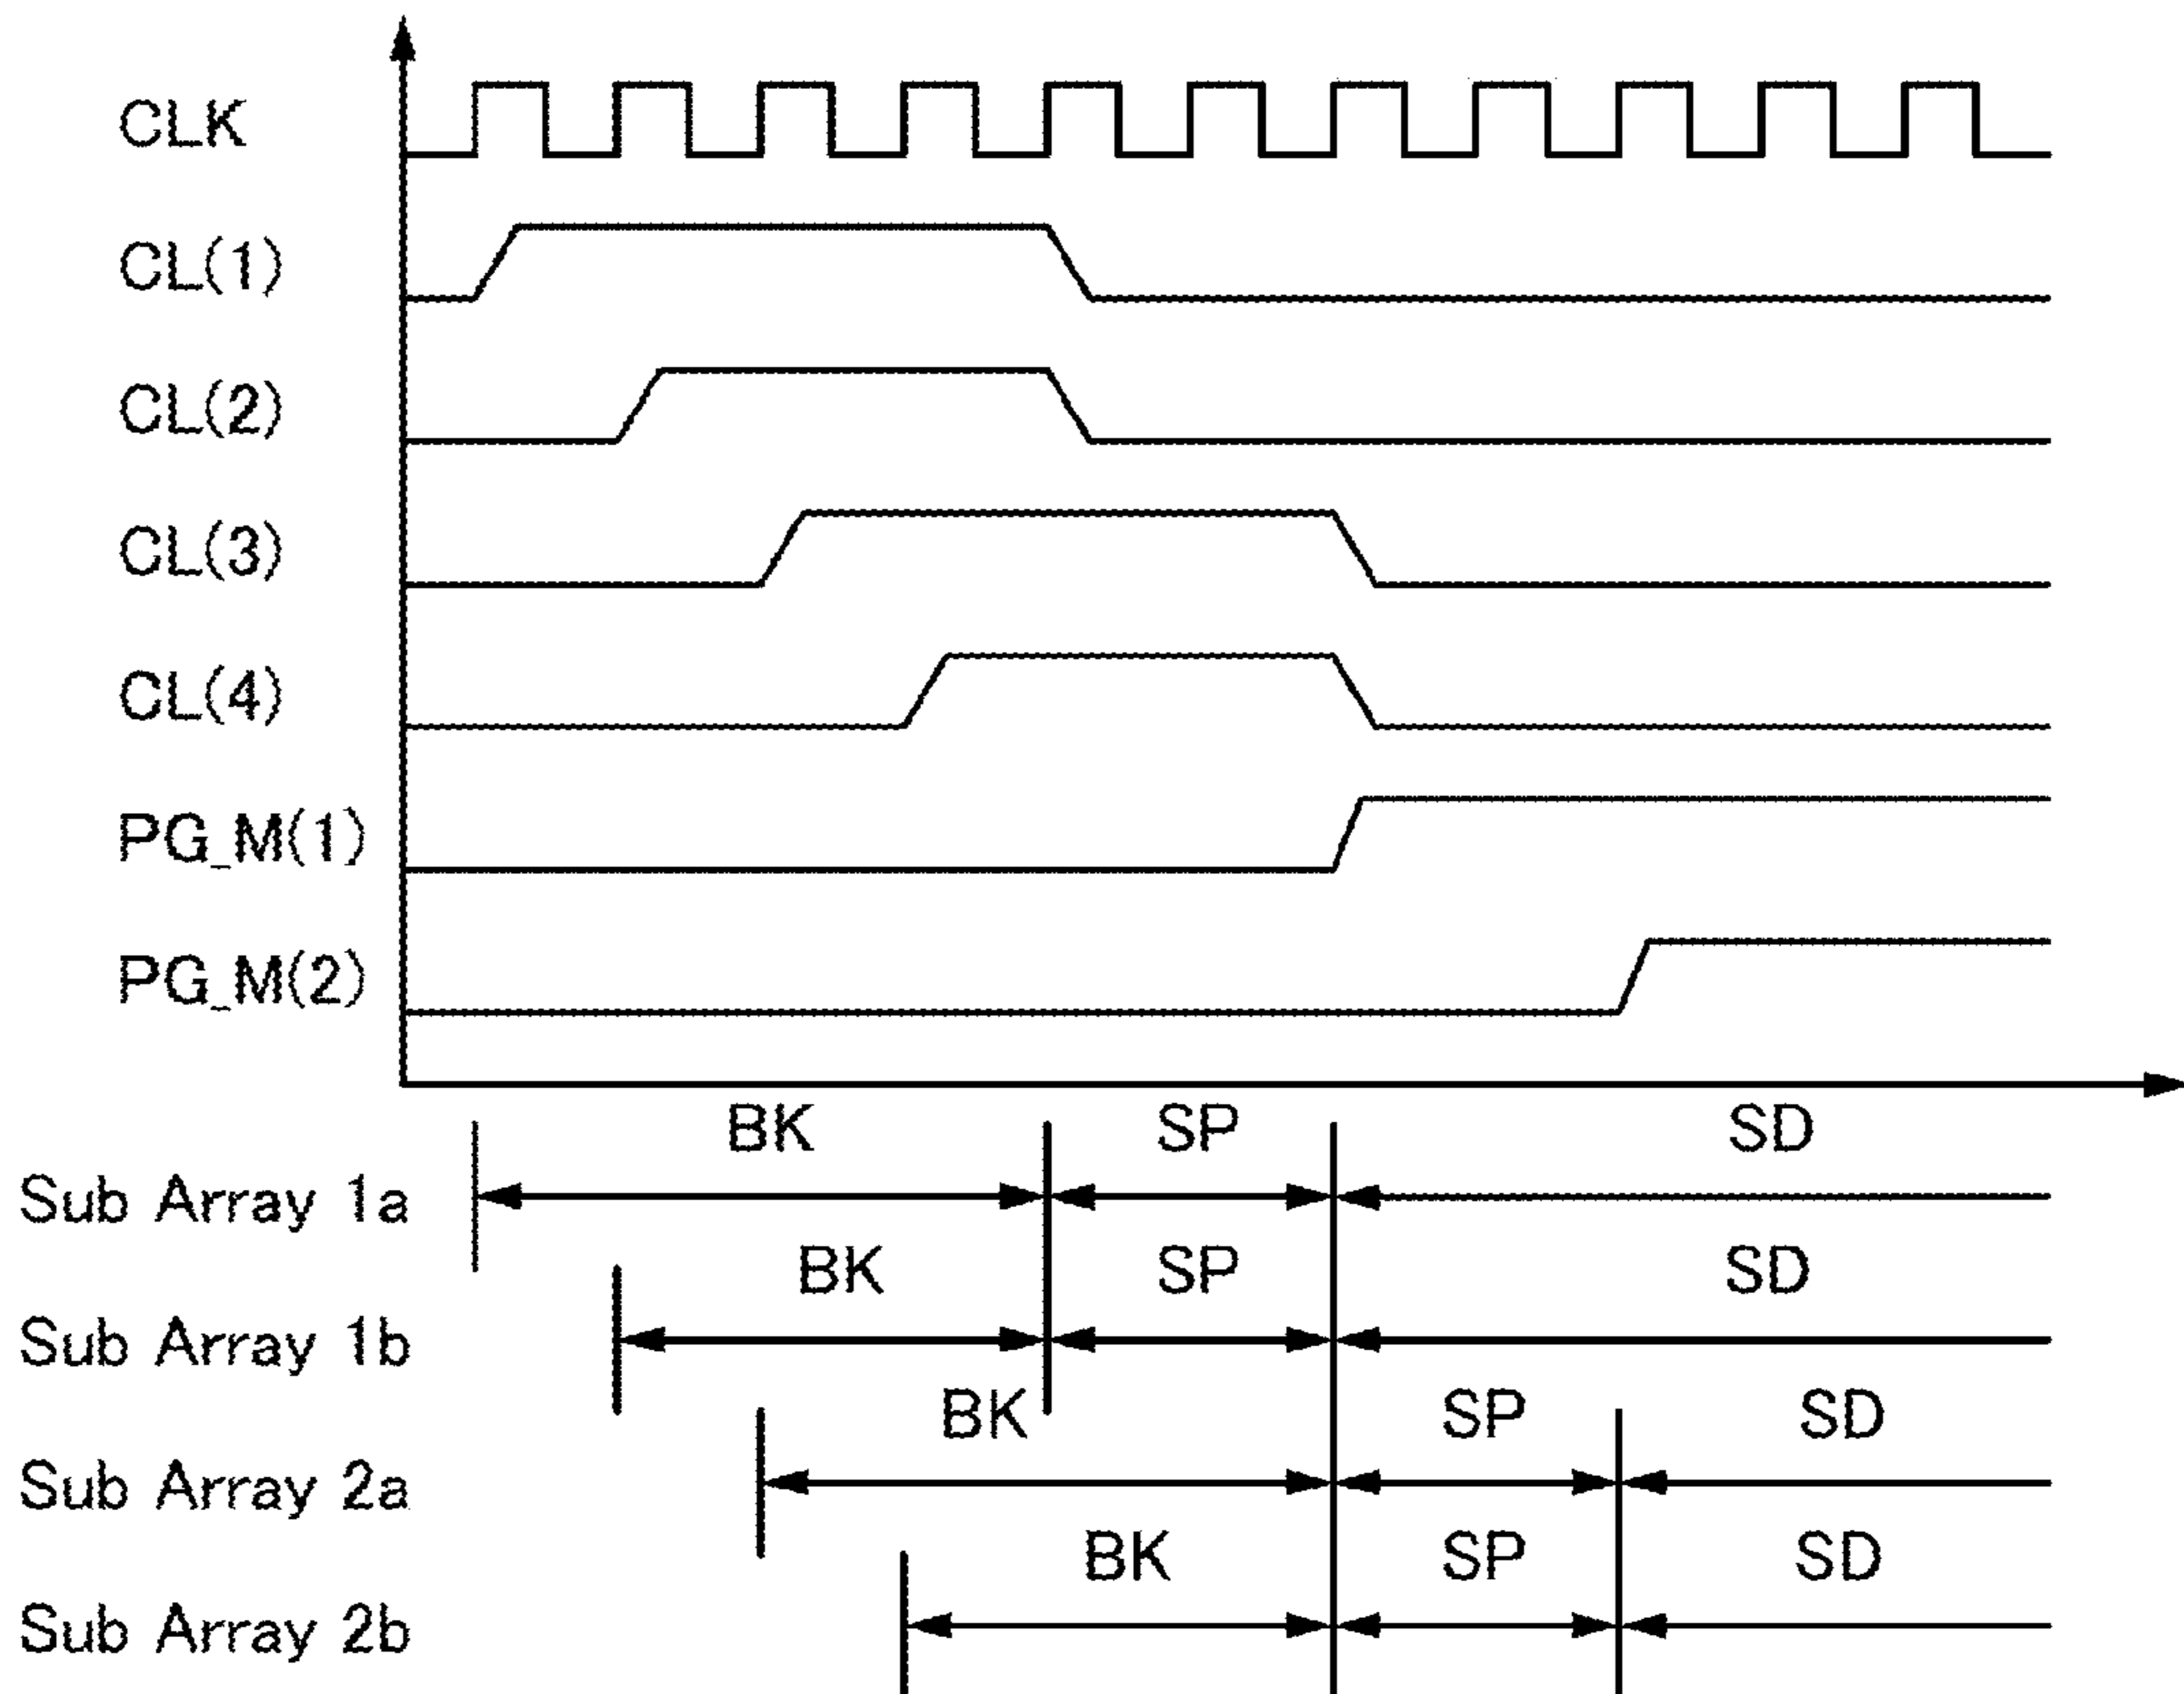 CLK
CL(1)
CL(2)
CL(3)
CL(4)
PG_M(1)
PG_M(2)
BK SP SD
Sub Array 1a
BK SP SD
Sub Array 1b
BK SP SD
Sub Array 2a
BK SP SD
Sub Array 2b